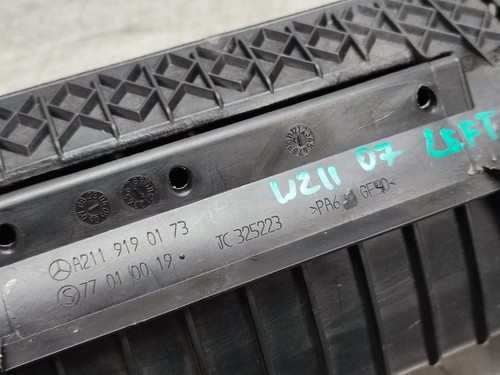 W211 07 LEFT
A211 919 01 73 JC 325223 >PA6 GF40<
S 77 01 00 19